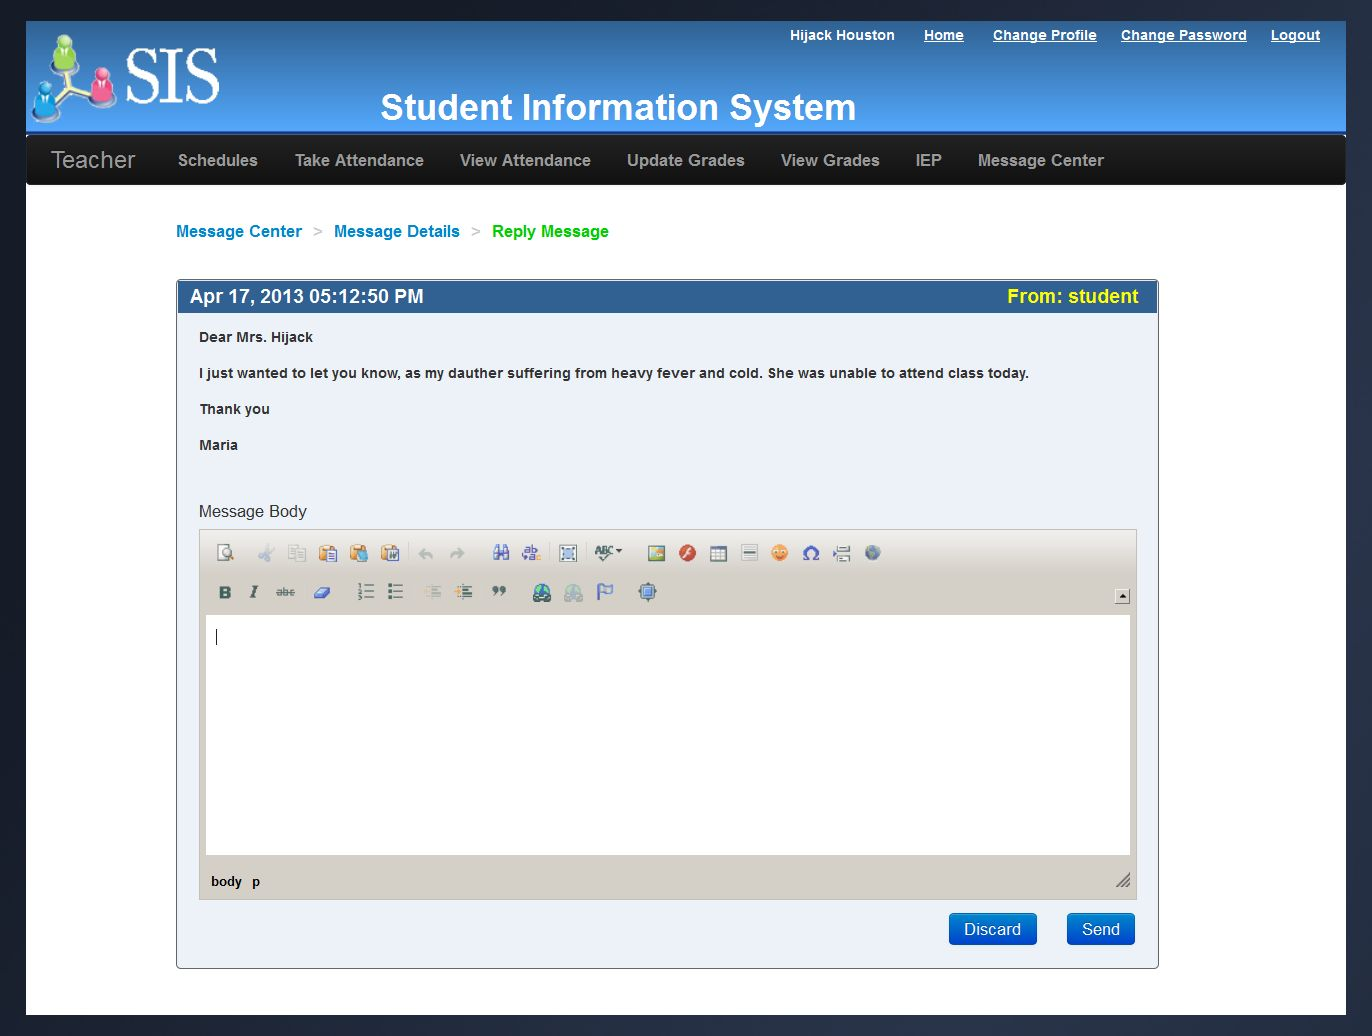 Hijack Houston Home Change Profile Change Password Logout
SIS
Student Information System
Teacher Schedules Take Attendance View Attendance Update Grades View Grades IEP Message Center
Message Center > Message Details > Reply Message
Apr 17, 2013 05:12:50 PM From: student
Dear Mrs. Hijack
I just wanted to let you know, as my dauther suffering from heavy fever and cold. She was unable to attend class today.
Thank you
Maria
Message Body
ABC
B I abc
body p
Discard Send